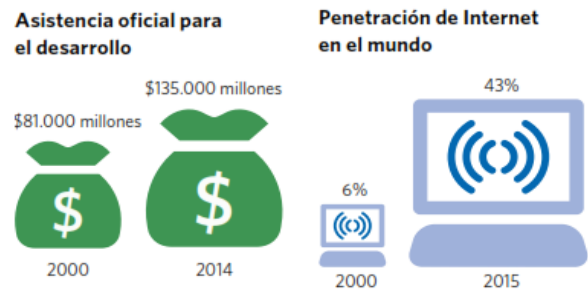 Asistencia oficial para
el desarrollo
$135.000 millones
$81.000 millones
$
$
2000
2014
Penetración de Internet
en el mundo
43%
6%
2000
2015